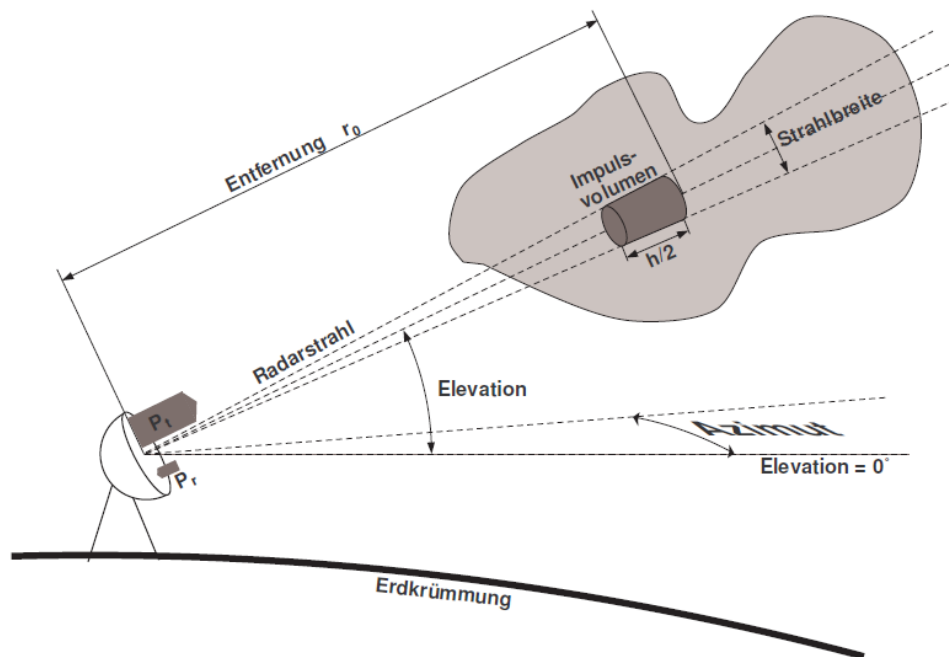 Entfernung r₀
Impuls-
volumen
Strahlbreite
h/2
Radarstrahl
Elevation
Pₜ
Azimut
Pᵣ
Elevation = 0°
Erdkrümmung